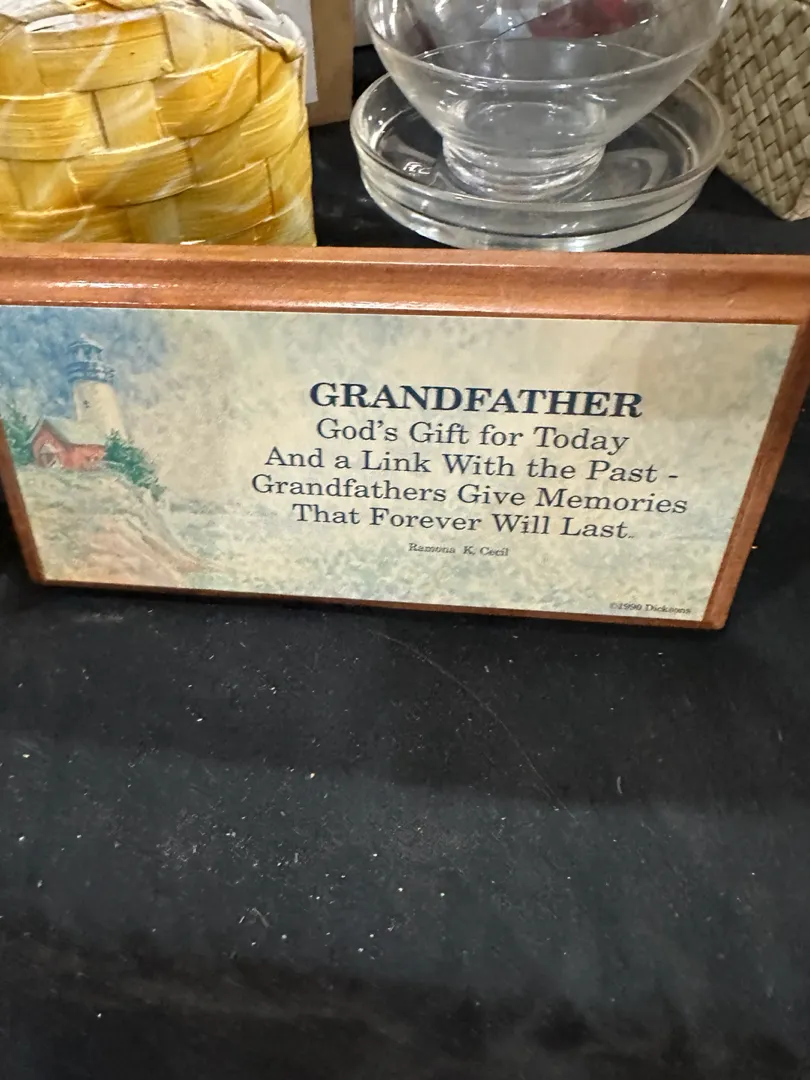 GRANDFATHER
God's Gift for Today
And a Link With the Past -
Grandfathers Give Memories
That Forever Will Last.
Ramona K. Cecil
©1990 Dicksons